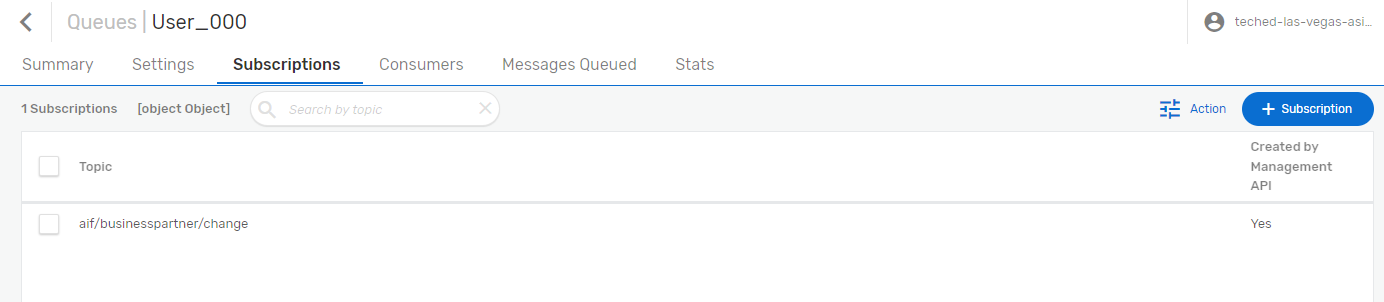 Queues | User_000
teched-las-vegas-asi...
Summary Settings Subscriptions Consumers Messages Queued Stats
1 Subscriptions [object Object] Search by topic Action + Subscription
Topic
Created by
Management
API
aif/businesspartner/change Yes